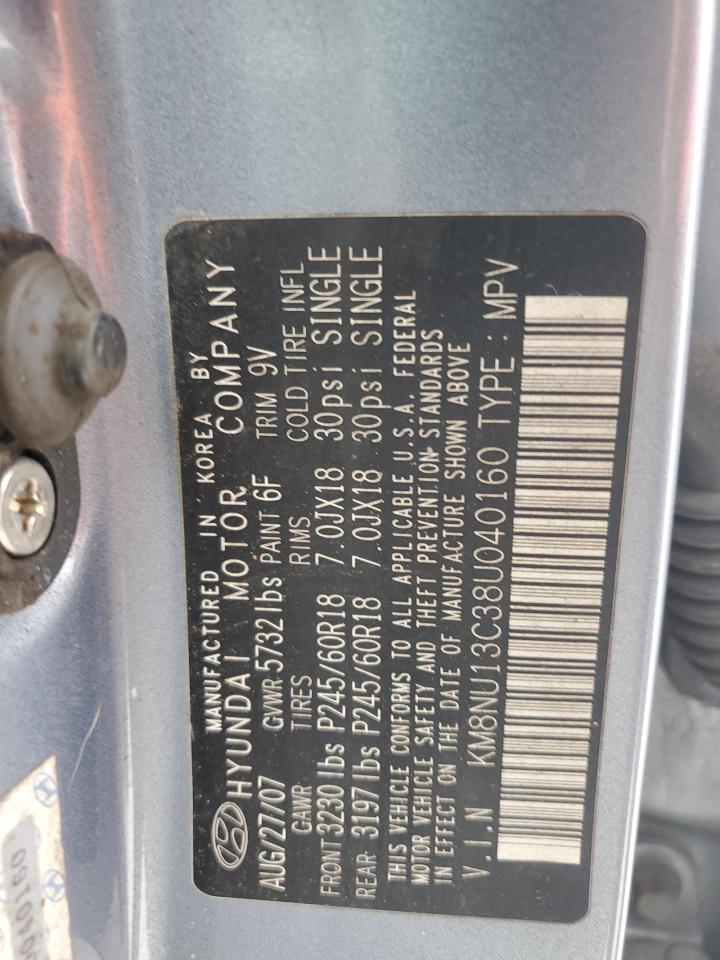 MANUFACTURED IN KOREA BY
HYUNDAI MOTOR COMPANY
AUG/27/07 GVWR 5732lbs PAINT 6F TRIM 9V
GAWR TIRES RIMS COLD TIRE INFL
FRONT 3230 lbs P245/60R18 7.0JX18 30psi SINGLE
REAR 3197 lbs P245/60R18 7.0JX18 30psi SINGLE
THIS VEHICLE CONFORMS TO ALL APPLICABLE U.S.A. FEDERAL
MOTOR VEHICLE SAFETY AND THEFT PREVENTION STANDARDS
IN EFFECT ON THE DATE OF MANUFACTURE SHOWN ABOVE
V.I.N KM8NU13C38U040160 TYPE : MPV
040160